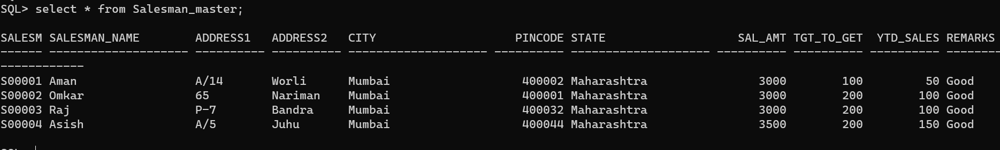 SQL> select * from Salesman_master;
SALESM SALESMAN_NAME        ADDRESS1   ADDRESS2   CITY                    PINCODE STATE                   SAL_AMT TGT_TO_GET  YTD_SALES REMARKS
------ -------------------- ---------- ---------- -------------------- ---------- -------------------- ---------- ---------- ---------- --------
------------
S00001 Aman                 A/14       Worli      Mumbai                   400002 Maharashtra                3000        100         50 Good
S00002 Omkar                65         Nariman    Mumbai                   400001 Maharashtra                3000        200        100 Good
S00003 Raj                  P-7        Bandra     Mumbai                   400032 Maharashtra                3000        200        100 Good
S00004 Asish                A/5        Juhu       Mumbai                   400044 Maharashtra                3500        200        150 Good